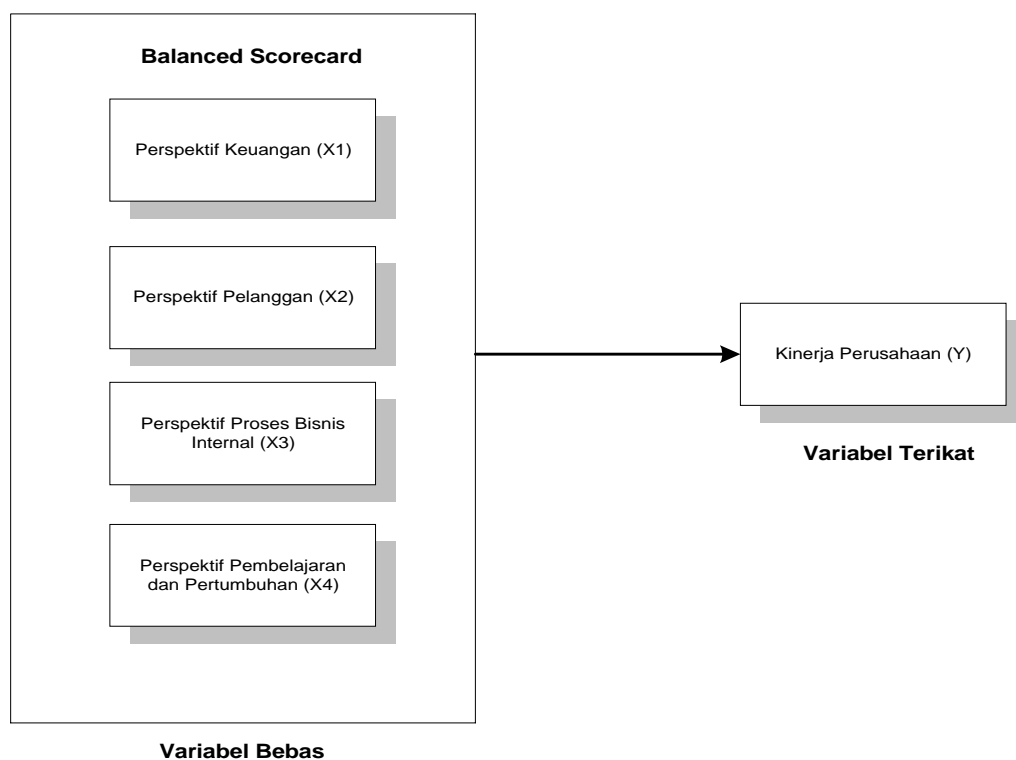 Balanced Scorecard
Perspektif Keuangan (X1)
Perspektif Pelanggan (X2)
Perspektif Proses Bisnis
Internal (X3)
Perspektif Pembelajaran
dan Pertumbuhan (X4)
Variabel Bebas
Kinerja Perusahaan (Y)
Variabel Terikat